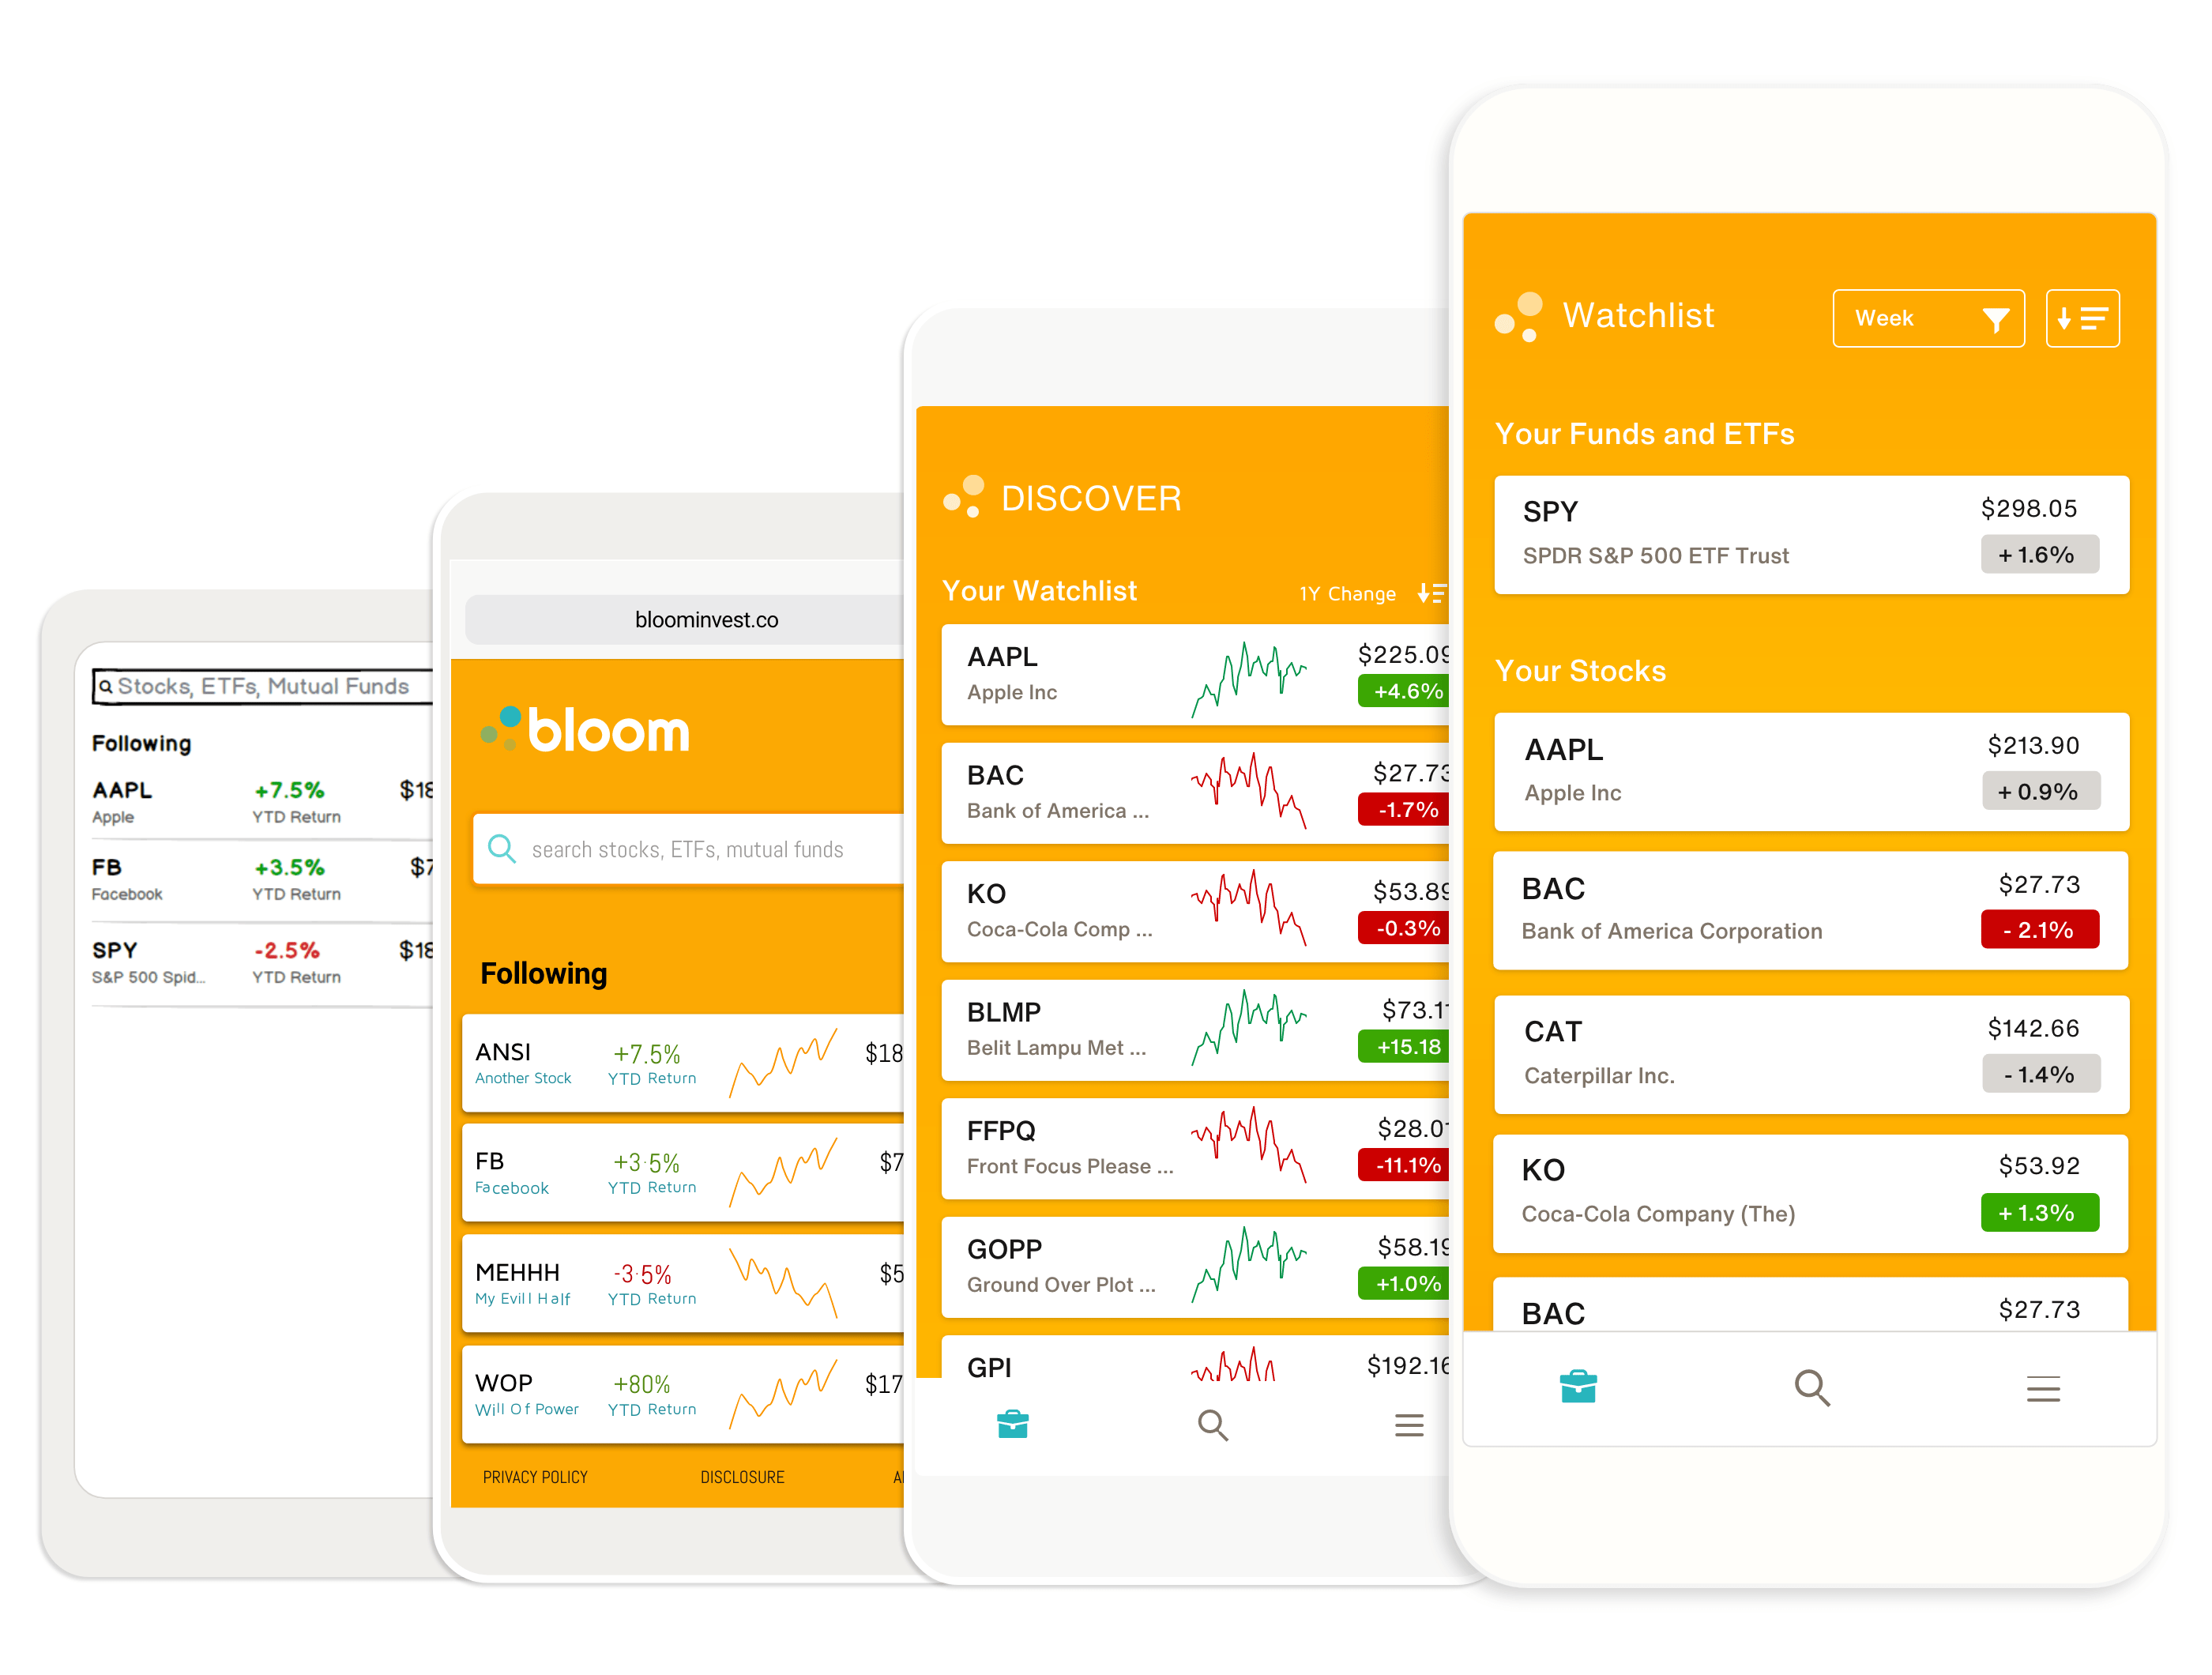 Stocks, ETFs, Mutual Funds
Following
AAPL +7.5% $18
Apple YTD Return
FB +3.5% $7
Facebook YTD Return
SPY -2.5% $18
S&P 500 Spid... YTD Return
bloominvest.co
bloom
search stocks, ETFs, mutual funds
Following
ANSI +7.5% $18
Another Stock YTD Return
FB +3.5% $7
Facebook YTD Return
MEHHH -3.5% $5
My Evill Half YTD Return
WOP +80% $17
Will Of Power YTD Return
PRIVACY POLICY DISCLOSURE
DISCOVER
Your Watchlist 1Y Change
AAPL $225.09
Apple Inc +4.6%
BAC $27.73
Bank of America ... -1.7%
KO $53.89
Coca-Cola Comp ... -0.3%
BLMP $73.11
Belit Lampu Met ... +15.18
FFPQ $28.01
Front Focus Please ... -11.1%
GOPP $58.19
Ground Over Plot ... +1.0%
GPI $192.16
Watchlist Week
Your Funds and ETFs
SPY $298.05
SPDR S&P 500 ETF Trust +1.6%
Your Stocks
AAPL $213.90
Apple Inc + 0.9%
BAC $27.73
Bank of America Corporation - 2.1%
CAT $142.66
Caterpillar Inc. - 1.4%
KO $53.92
Coca-Cola Company (The) + 1.3%
BAC $27.73